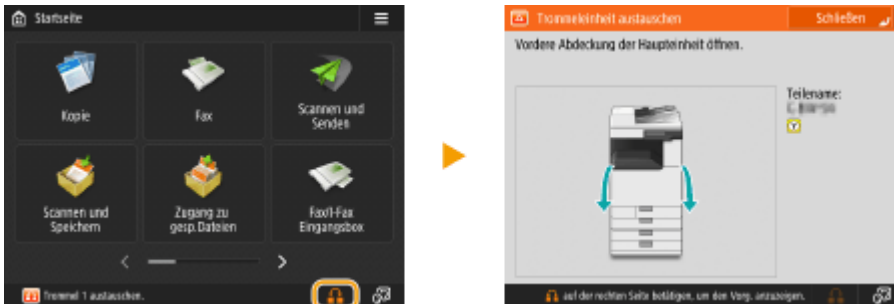 Startseite
Kopie
Fax
Scannen und
Senden
Scannen und
Speichern
Zugang zu
gesp.Dateien
Fax/I-Fax
Eingangsbox
Trommel 1 austauschen.
Trommeleinheit austauschen
Schließen
Vordere Abdeckung der Haupteinheit öffnen.
Teilename:
Y
auf der rechten Seite betätigen, um den Vorg. anzuzeigen.